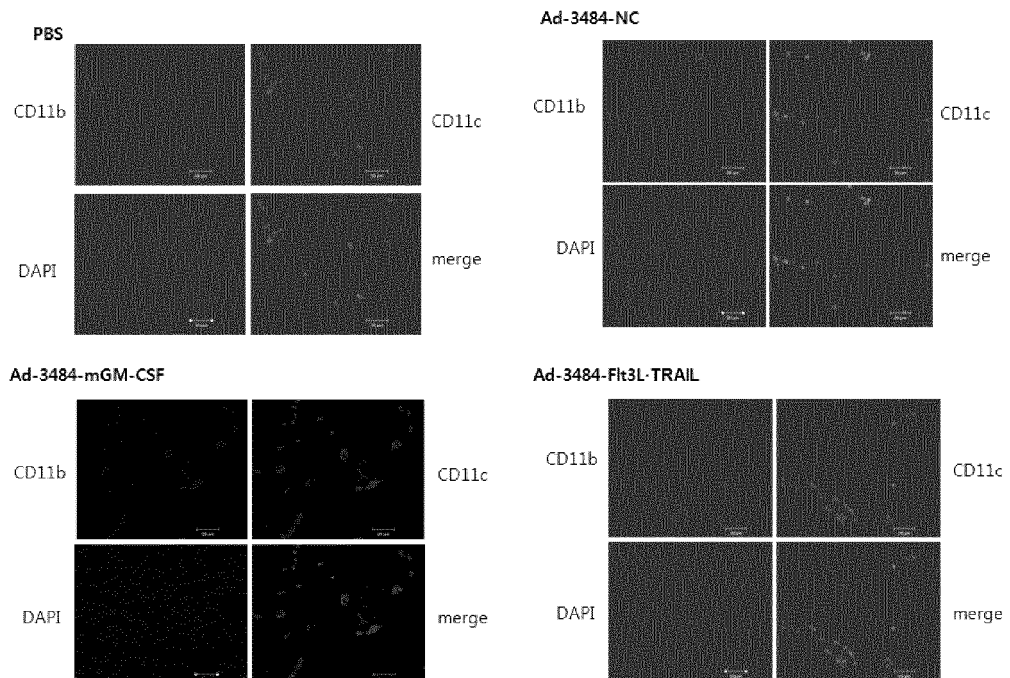 PBS
CD11b
CD11c
DAPI
merge
Ad-3484-NC
CD11b
CD11c
DAPI
merge
Ad-3484-mGM-CSF
CD11b
CD11c
DAPI
merge
Ad-3484-Flt3L·TRAIL
CD11b
CD11c
DAPI
merge